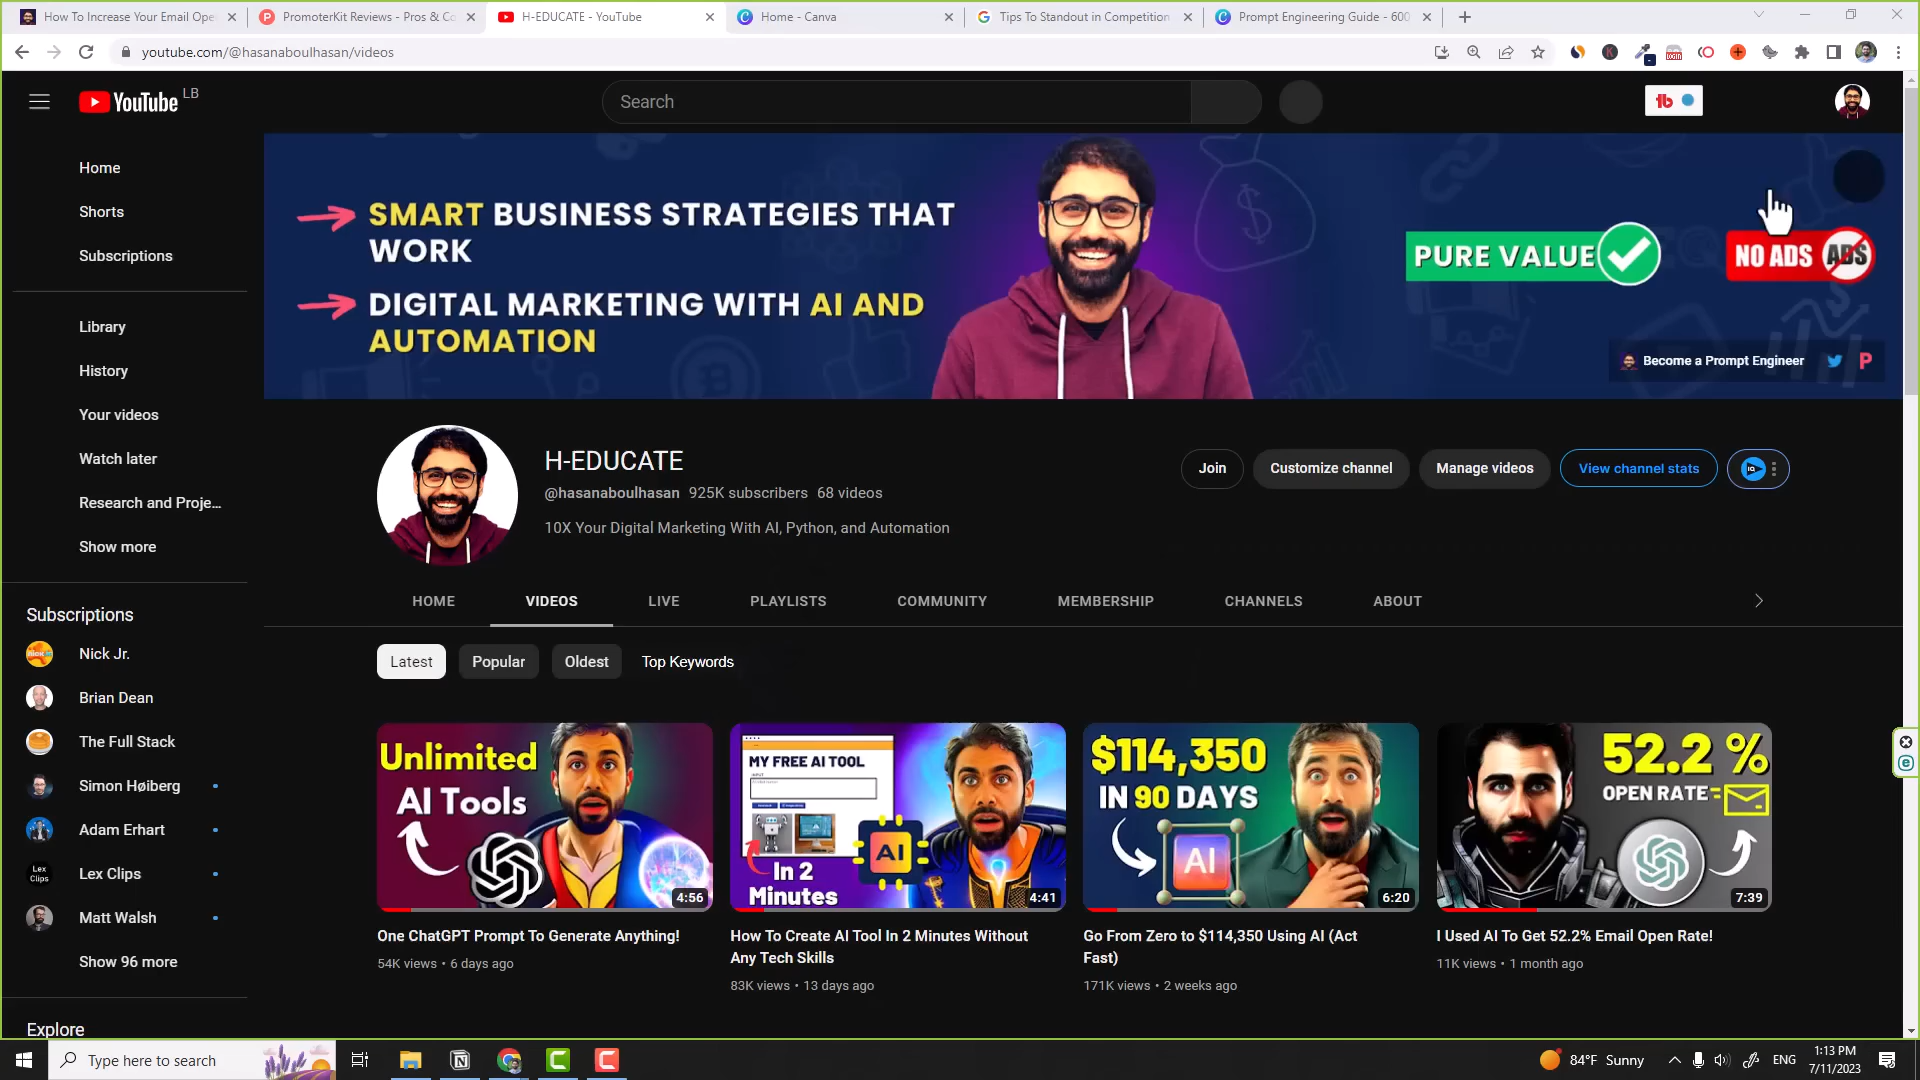 How To Increase Your Email Ope
PromoterKit Reviews - Pros & Co
H-EDUCATE - YouTube
Home - Canva
Tips To Standout in Competition
Prompt Engineering Guide - 600
youtube.com/@hasanaboulhasan/videos
YouTube LB
Search
Home
Shorts
Subscriptions
Library
History
Your videos
Watch later
Research and Proje...
Show more
Subscriptions
Nick Jr.
Brian Dean
The Full Stack
Simon Høiberg
Adam Erhart
Lex Clips
Matt Walsh
Show 96 more
Explore
SMART BUSINESS STRATEGIES THAT
WORK
DIGITAL MARKETING WITH AI AND
AUTOMATION
PURE VALUE
NO ADS ADS
Become a Prompt Engineer
H-EDUCATE
@hasanaboulhasan 925K subscribers 68 videos
10X Your Digital Marketing With AI, Python, and Automation
Join
Customize channel
Manage videos
View channel stats
HOME
VIDEOS
LIVE
PLAYLISTS
COMMUNITY
MEMBERSHIP
CHANNELS
ABOUT
Latest
Popular
Oldest
Top Keywords
Unlimited
AI Tools
4:56
One ChatGPT Prompt To Generate Anything!
54K views • 6 days ago
MY FREE AI TOOL
INPUT
AI
In 2
Minutes
4:41
How To Create AI Tool In 2 Minutes Without
Any Tech Skills
83K views • 13 days ago
$114,350
IN 90 DAYS
AI
6:20
Go From Zero to $114,350 Using AI (Act
Fast)
171K views • 2 weeks ago
52.2 %
OPEN RATE=
7:39
I Used AI To Get 52.2% Email Open Rate!
11K views • 1 month ago
Type here to search
84°F Sunny
ENG
1:13 PM
7/11/2023